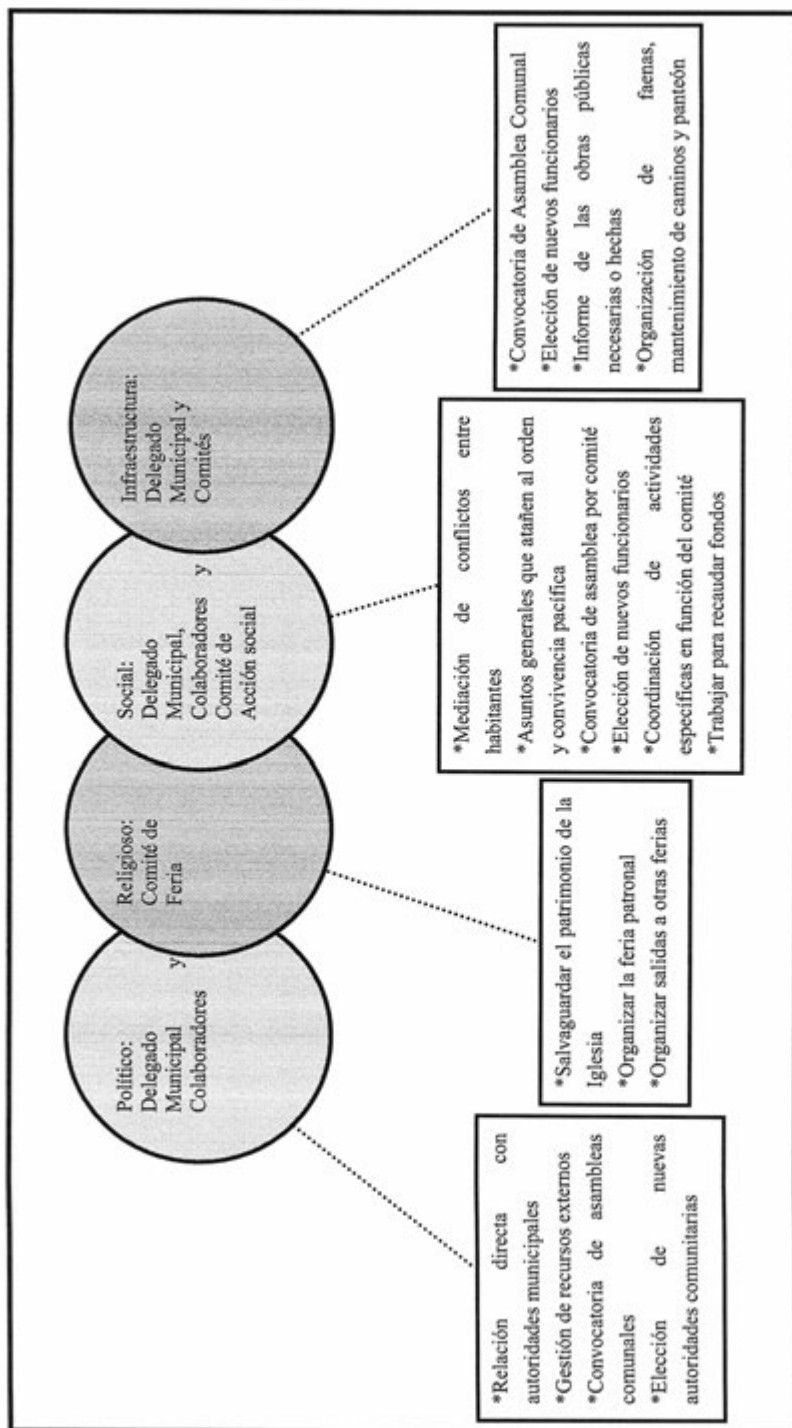 Político:
Delegado
Municipal y
Colaboradores
Religioso:
Comité de
Feria
Social:
Delegado
Municipal,
Colaboradores y
Comité de
Acción social
Infraestructura:
Delegado
Municipal y
Comités
*Relación directa con
autoridades municipales
*Gestión de recursos externos
*Convocatoria de asambleas
comunales
*Elección de nuevas
autoridades comunitarias
*Salvaguardar el patrimonio de la
Iglesia
*Organizar la feria patronal
*Organizar salidas a otras ferias
*Mediación de conflictos entre
habitantes
*Asuntos generales que atañen al orden
y convivencia pacífica
*Convocatoria de asamblea por comité
*Elección de nuevos funcionarios
*Coordinación de actividades
específicas en función del comité
*Trabajar para recaudar fondos
*Convocatoria de Asamblea Comunal
*Elección de nuevos funcionarios
*Informe de las obras públicas
necesarias o hechas
*Organización de faenas,
mantenimiento de caminos y panteón